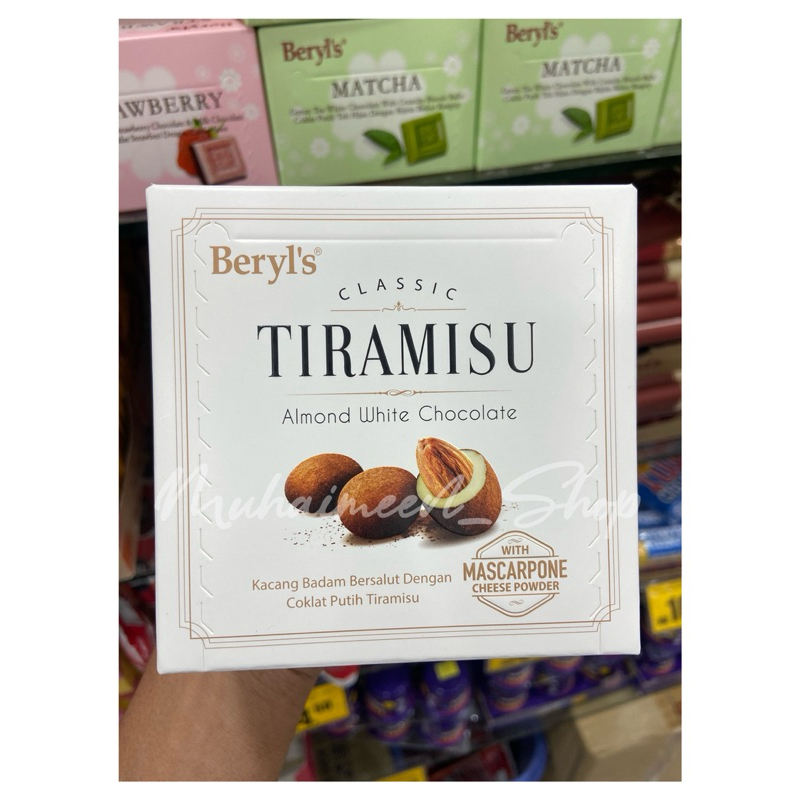 AWBERRY
Beryl's
MATCHA
Beryl's
MATCHA
Beryl's®
CLASSIC
TIRAMISU
Almond White Chocolate
Muhaimeen_Shop
WITH
MASCARPONE
CHEESE POWDER
Kacang Badam Bersalut Dengan
Coklat Putih Tiramisu